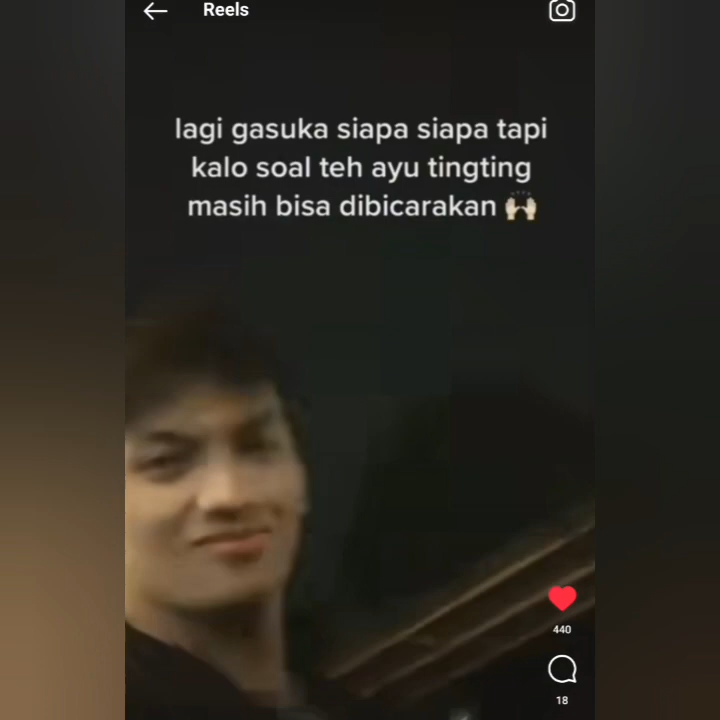 Reels
lagi gasuka siapa siapa tapi
kalo soal teh ayu tingting
masih bisa dibicarakan 🙌🏻
440
18